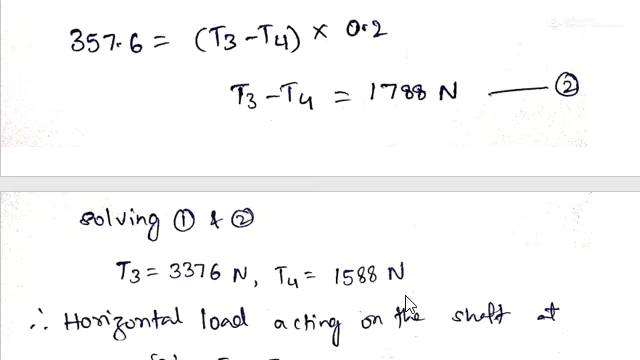 357.6 = (T3 - T4) × 0.2
T3 - T4 = 1788 N —— ②
solving ① & ②
T3 = 3376 N, T4 = 1588 N
∴ Horizontal load acting on the shaft at